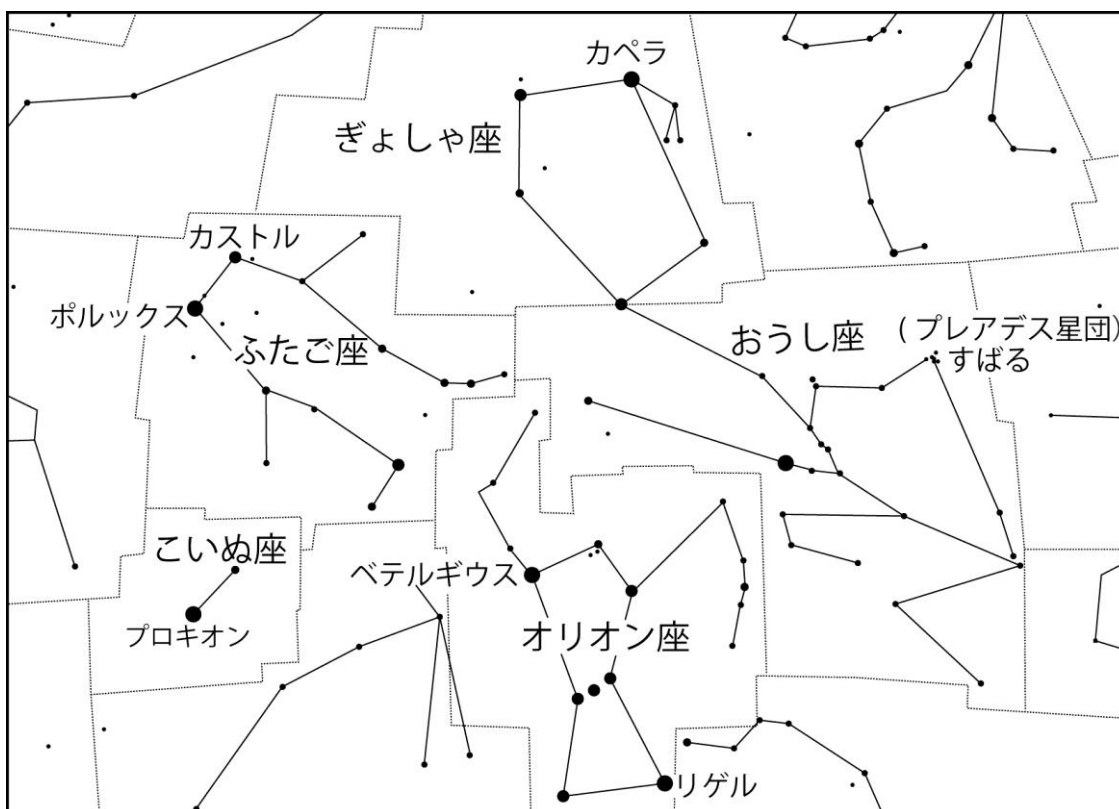 カペラ
ぎょしゃ座
カストル
ポルックス
ふたご座
おうし座
(プレアデス星団)
すばる
こいぬ座
プロキオン
ベテルギウス
オリオン座
リゲル